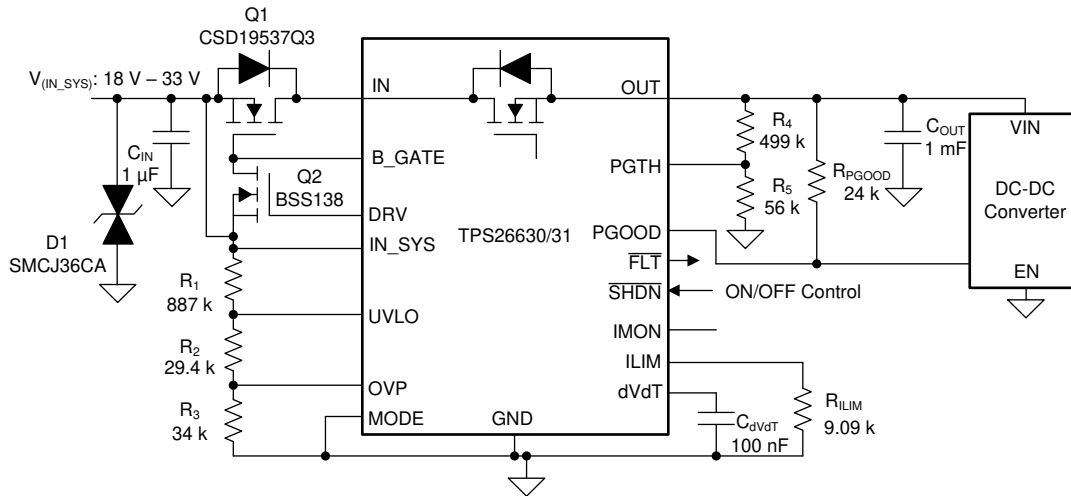 Q1
CSD19537Q3
V(IN_SYS): 18 V – 33 V
IN
OUT
CIN
1 µF
R4
499 k
COUT
1 mF
VIN
B_GATE
PGTH
Q2
BSS138
RPGOOD
24 k
R5
56 k
DC-DC
Converter
DRV
TPS26630/31
PGOOD
D1
SMCJ36CA
IN_SYS
FLT
EN
R1
887 k
SHDN
ON/OFF Control
UVLO
IMON
R2
29.4 k
ILIM
OVP
dVdT
R3
34 k
MODE
GND
CdVdT
100 nF
RILIM
9.09 k